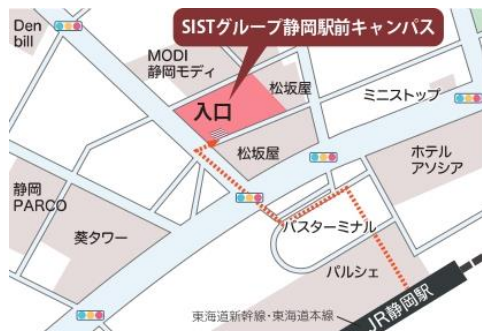 SISTグループ静岡駅前キャンパス
Den
bill
MODI
静岡モディ
松坂屋
ミニストップ
入口
松坂屋
ホテル
アソシア
静岡
PARCO
葵タワー
バスターミナル
パルシェ
JR静岡駅
東海道新幹線・東海道本線